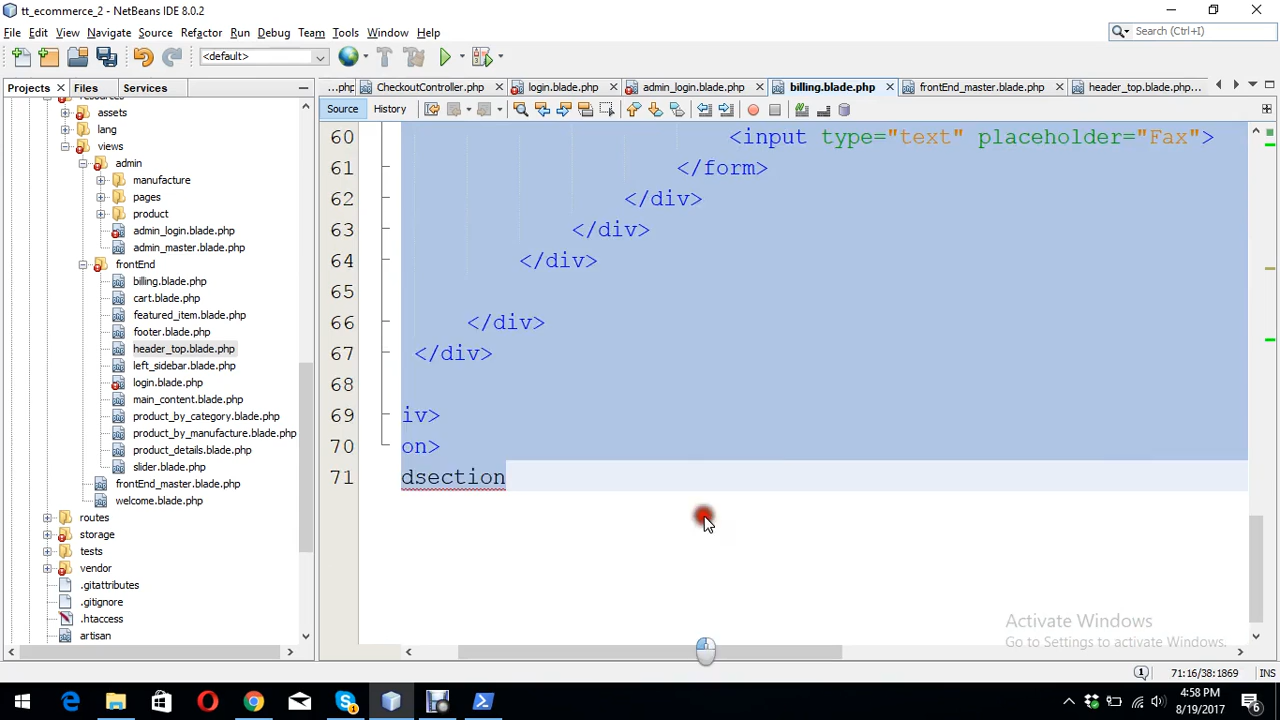 tt_ecommerce_2 - NetBeans IDE 8.0.2
File Edit View Navigate Source Refactor Run Debug Team Tools Window Help
Search (Ctrl+I)
<default>
Projects Files Services
.php CheckoutController.php login.blade.php admin_login.blade.php billing.blade.php frontEnd_master.blade.php header_top.blade.php...
Source History
assets
lang
views
admin
manufacture
pages
product
admin_login.blade.php
admin_master.blade.php
frontEnd
billing.blade.php
cart.blade.php
featured_item.blade.php
footer.blade.php
header_top.blade.php
left_sidebar.blade.php
login.blade.php
main_content.blade.php
product_by_category.blade.php
product_by_manufacture.blade.php
product_details.blade.php
slider.blade.php
frontEnd_master.blade.php
welcome.blade.php
routes
storage
tests
vendor
.gitattributes
.gitignore
.htaccess
artisan
60 <input type="text" placeholder="Fax">
61 </form>
62 </div>
63 </div>
64 </div>
65
66 </div>
67 </div>
68
69 iv>
70 on>
71 dsection
Activate Windows
Go to Settings to activate Windows.
1 71:16/38:1869 INS
4:58 PM
8/19/2017
6